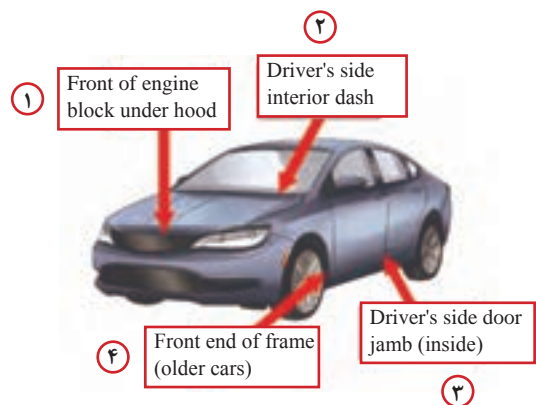 ۱
Front of engine
block under hood
۲
Driver's side
interior dash
۳
Driver's side door
jamb (inside)
۴
Front end of frame
(older cars)